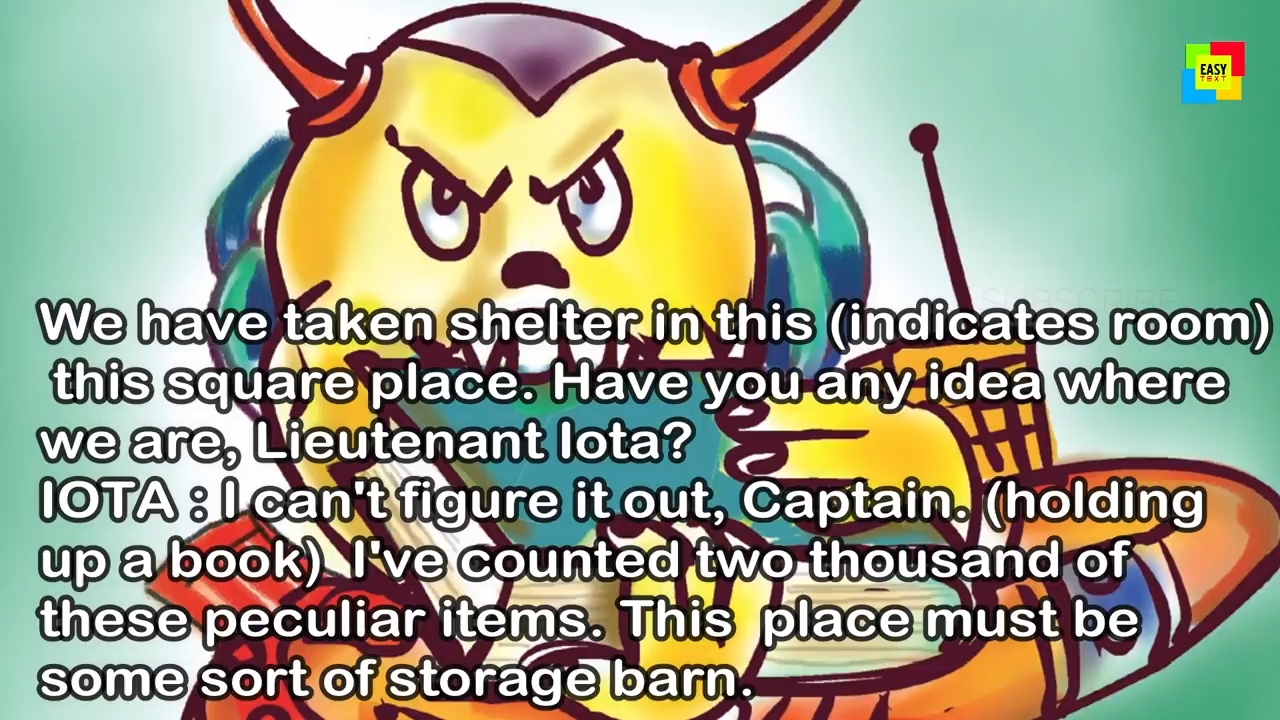 EASY
TEXT
SUBSCRIBE
We have taken shelter in this (indicates room)
this square place. Have you any idea where
we are, Lieutenant Iota?
IOTA : I can't figure it out, Captain. (holding
up a book) I've counted two thousand of
these peculiar items. This place must be
some sort of storage barn.